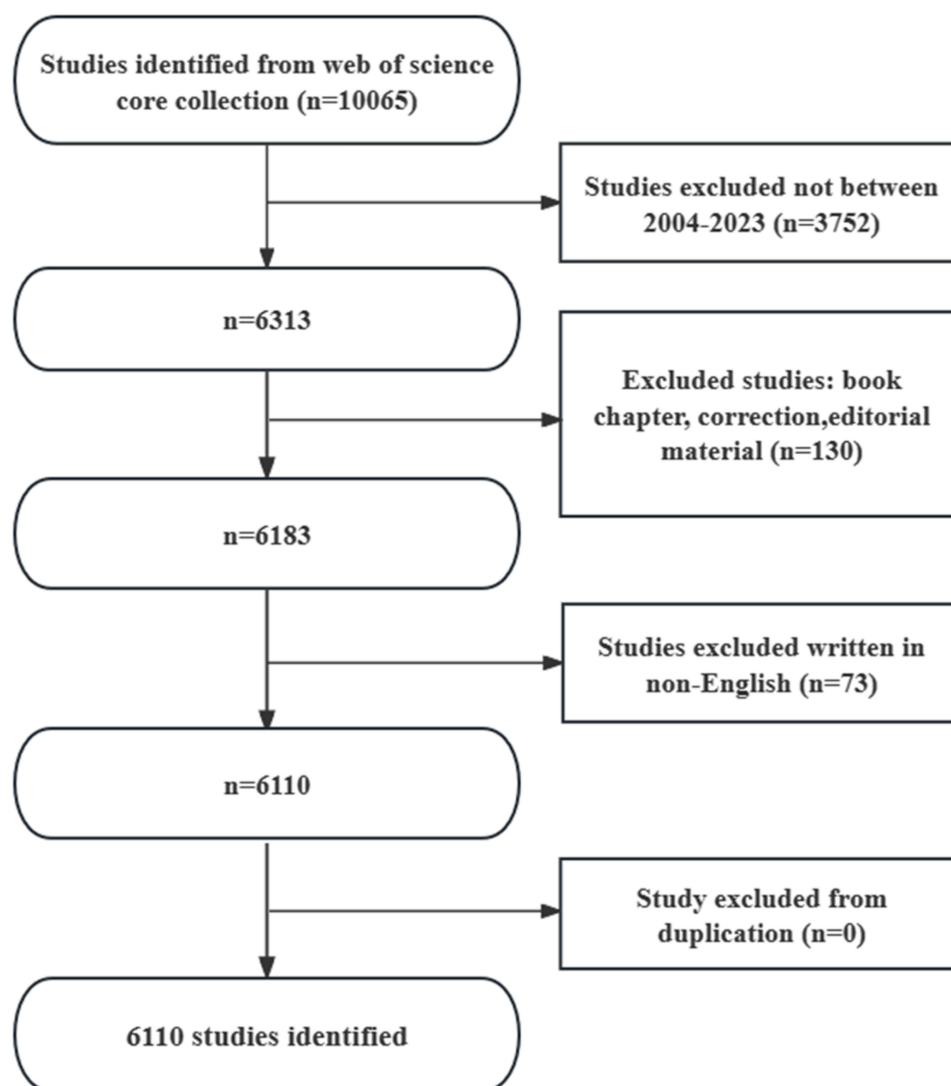 Studies identified from web of science
core collection (n=10065)
Studies excluded not between
2004-2023 (n=3752)
n=6313
Excluded studies: book
chapter, correction,editorial
material (n=130)
n=6183
Studies excluded written in
non-English (n=73)
n=6110
Study excluded from
duplication (n=0)
6110 studies identified